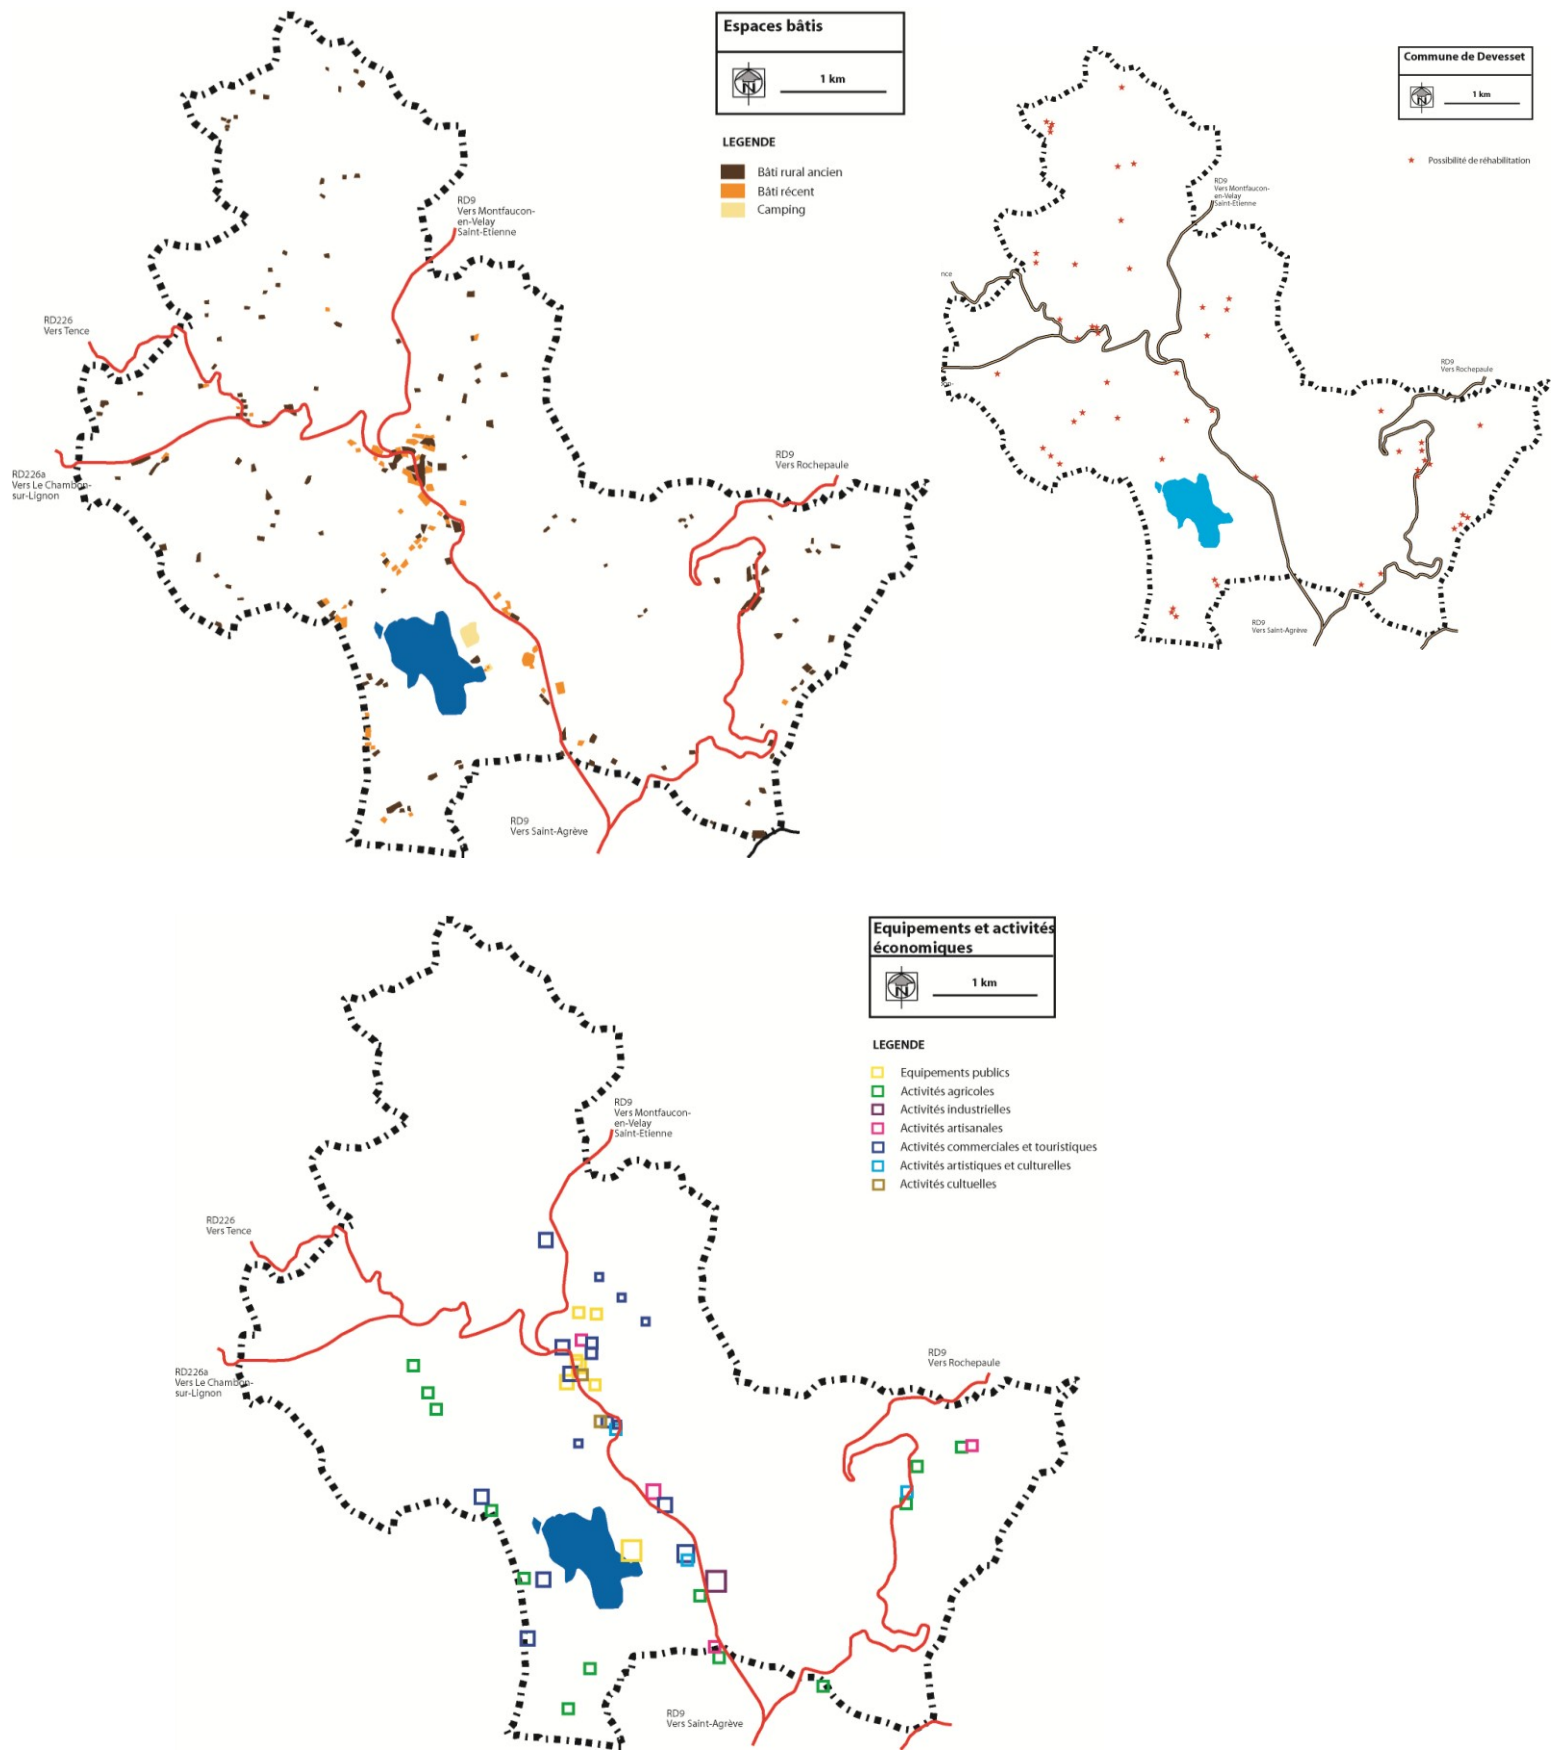 Espaces bâtis
N
1 km
LEGENDE
Bâti rural ancien
Bâti récent
Camping
RD9
Vers Montfaucon-
en-Velay
Saint-Etienne
RD226
Vers Tence
RD226a
Vers Le Chambon-
sur-Lignon
RD9
Vers Rochepaule
RD9
Vers Saint-Agrève
Commune de Devesset
N
1 km
Possibilité de réhabilitation
RD9
Vers Montfaucon-
en-Velay
Saint-Etienne
nce
RD9
Vers Rochepaule
RD9
Vers Saint-Agrève
Equipements et activités
économiques
N
1 km
LEGENDE
Equipements publics
Activités agricoles
Activités industrielles
Activités artisanales
Activités commerciales et touristiques
Activités artistiques et culturelles
Activités cultuelles
RD9
Vers Montfaucon-
en-Velay
Saint-Etienne
RD226
Vers Tence
RD226a
Vers Le Chambon-
sur-Lignon
RD9
Vers Rochepaule
RD9
Vers Saint-Agrève